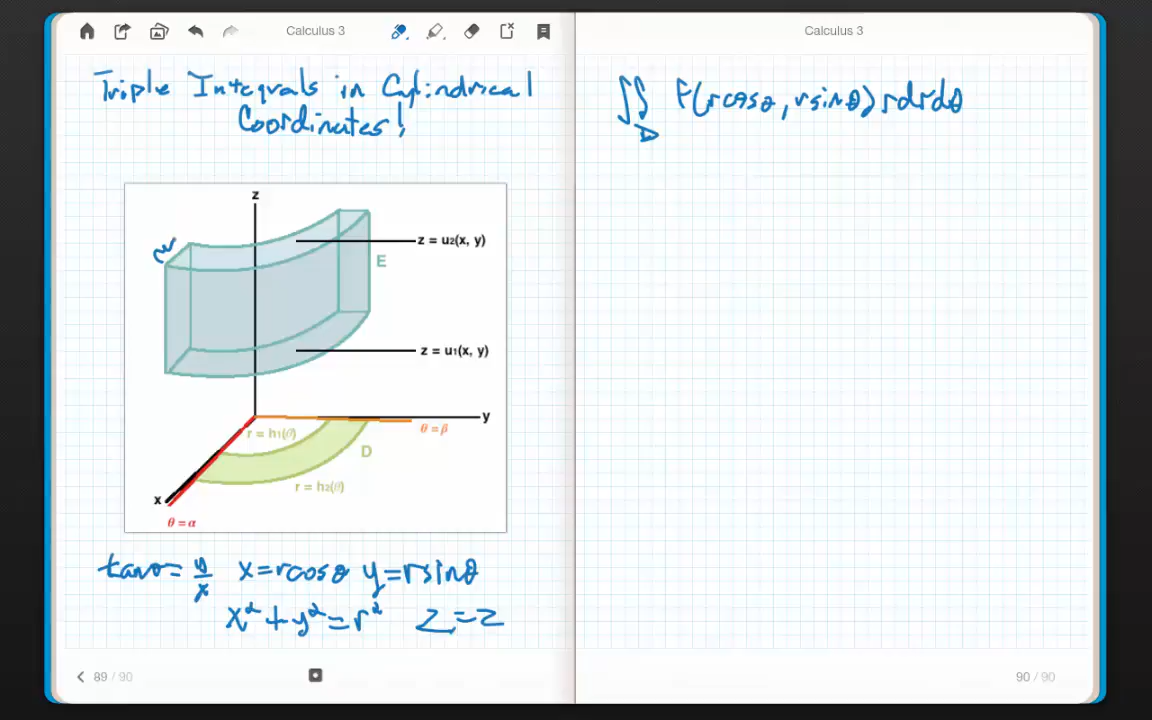 Calculus 3
Triple Integrals in Cylindrical
Coordinates!
z
z = u₂(x, y)
E
z = u₁(x, y)
y
r = h₁(θ)
θ = β
D
x
r = h₂(θ)
θ = α
tanθ = y/x x = rcosθ y = rsinθ
x² + y² = r² z = z
89 / 90
Calculus 3
∬_D F(rcosθ, rsinθ) rdrdθ
90 / 90